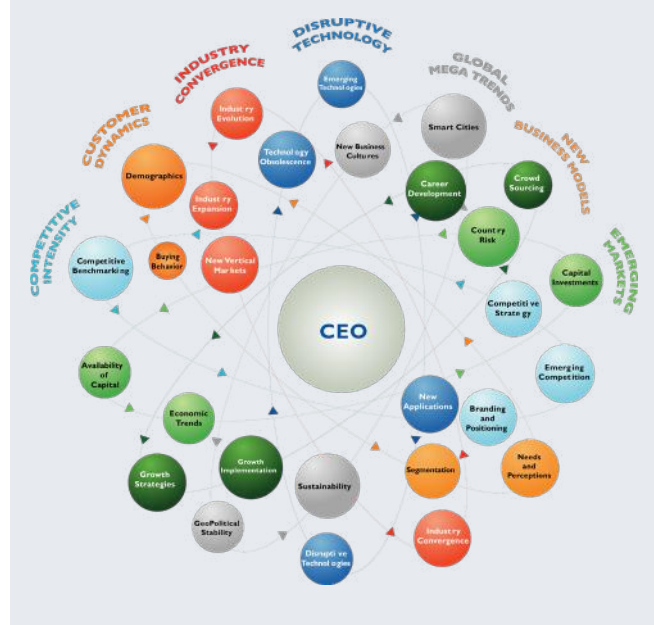 DISRUPTIVE
TECHNOLOGY
INDUSTRY
CONVERGENCE
GLOBAL
MEGA TRENDS
CUSTOMER
DYNAMICS
NEW
BUSINESS MODELS
COMPETITIVE
INTENSITY
EMERGING
MARKETS
Emerging
Technologies
Industry
Evolution
Smart Cities
Technology
Obsolescence
New Business
Cultures
Demographics
Career
Development
Crowd
Sourcing
Industry
Expansion
Country
Risk
Competitive
Benchmarking
Buying
Behavior
New Vertical
Markets
Capital
Investments
Competitive
Strategy
CEO
Availability
of
Capital
Emerging
Competition
Economic
Trends
New
Applications
Branding
and
Positioning
Growth
Strategies
Growth
Implementation
Sustainability
Segmentation
Needs
and
Perceptions
GeoPolitical
Stability
Industry
Convergence
Disruptive
Technologies